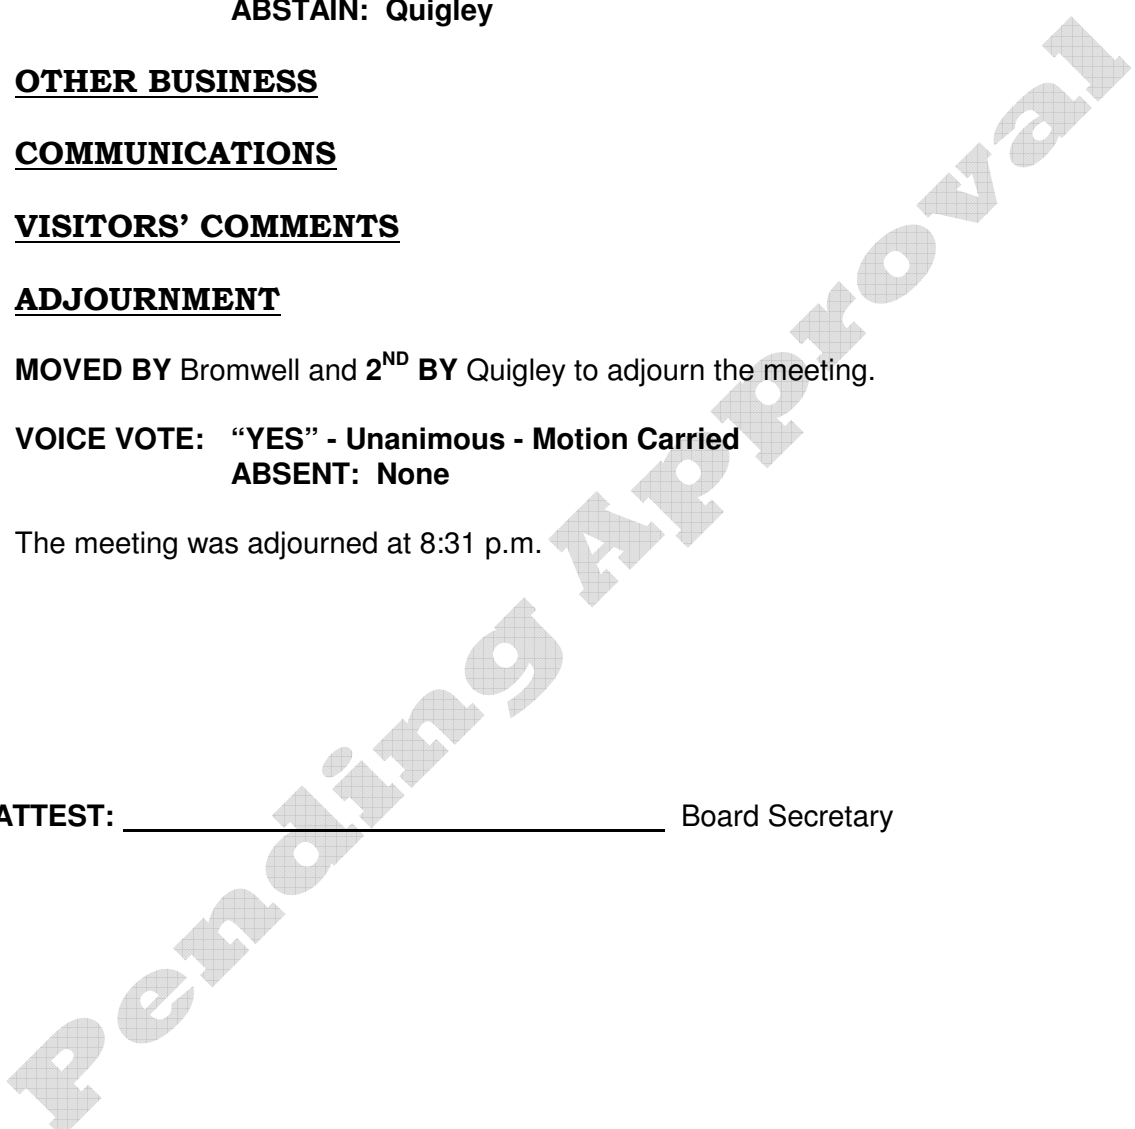 ABSTAIN: Quigley
OTHER BUSINESS
COMMUNICATIONS
VISITORS’ COMMENTS
ADJOURNMENT
MOVED BY Bromwell and 2ND BY Quigley to adjourn the meeting.
VOICE VOTE: “YES” - Unanimous - Motion Carried
ABSENT: None
The meeting was adjourned at 8:31 p.m.
ATTEST: Board Secretary
Pending Approval